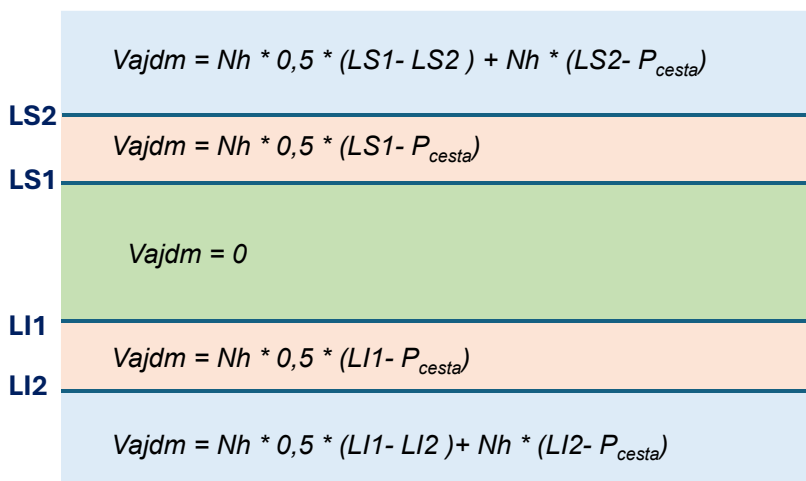 Vajdm = Nh * 0,5 * (LS1- LS2 ) + Nh * (LS2- Pcesta)
LS2
Vajdm = Nh * 0,5 * (LS1- Pcesta)
LS1
Vajdm = 0
LI1
Vajdm = Nh * 0,5 * (LI1- Pcesta)
LI2
Vajdm = Nh * 0,5 * (LI1- LI2 )+ Nh * (LI2- Pcesta)